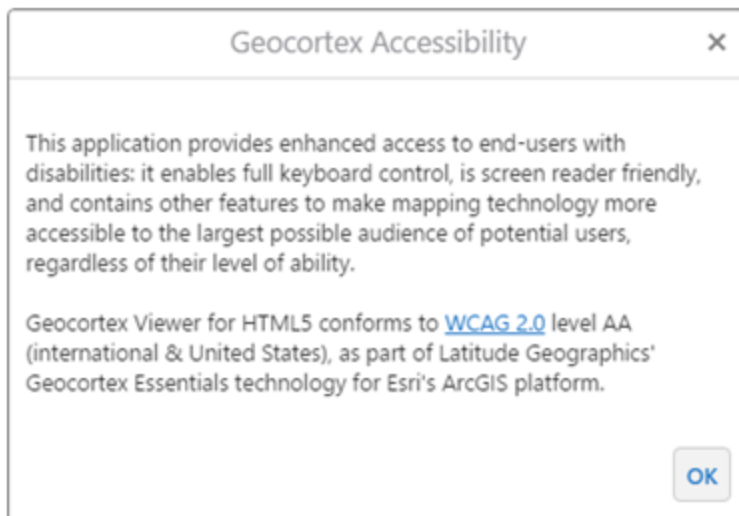 Geocortex Accessibility ×
This application provides enhanced access to end-users with
disabilities: it enables full keyboard control, is screen reader friendly,
and contains other features to make mapping technology more
accessible to the largest possible audience of potential users,
regardless of their level of ability.
Geocortex Viewer for HTML5 conforms to WCAG 2.0 level AA
(international & United States), as part of Latitude Geographics'
Geocortex Essentials technology for Esri's ArcGIS platform.
OK